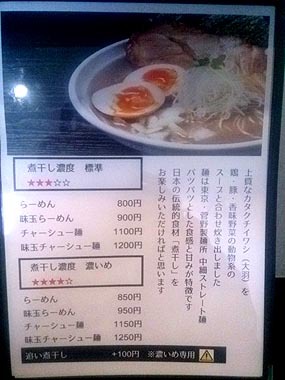 煮干し濃度 標準
★★★☆☆
らーめん 800円
味玉らーめん 900円
チャーシュー麺 1100円
味玉チャーシュー麺 1200円
煮干し濃度 濃いめ
★★★★☆
らーめん 850円
味玉らーめん 950円
チャーシュー麺 1150円
味玉チャーシュー麺 1250円
追い煮干し +100円 ※濃いめ専用
上質なカタクチイワシ(大羽)を
鶏・豚・香味野菜の動物系の
スープと合わせ炊き出しました
麺は東京・菅野製麺所 中細ストレート麺
パツパツとした食感と甘みが特徴です
日本の伝統的食材「煮干し」を
お楽しみいただければと思います